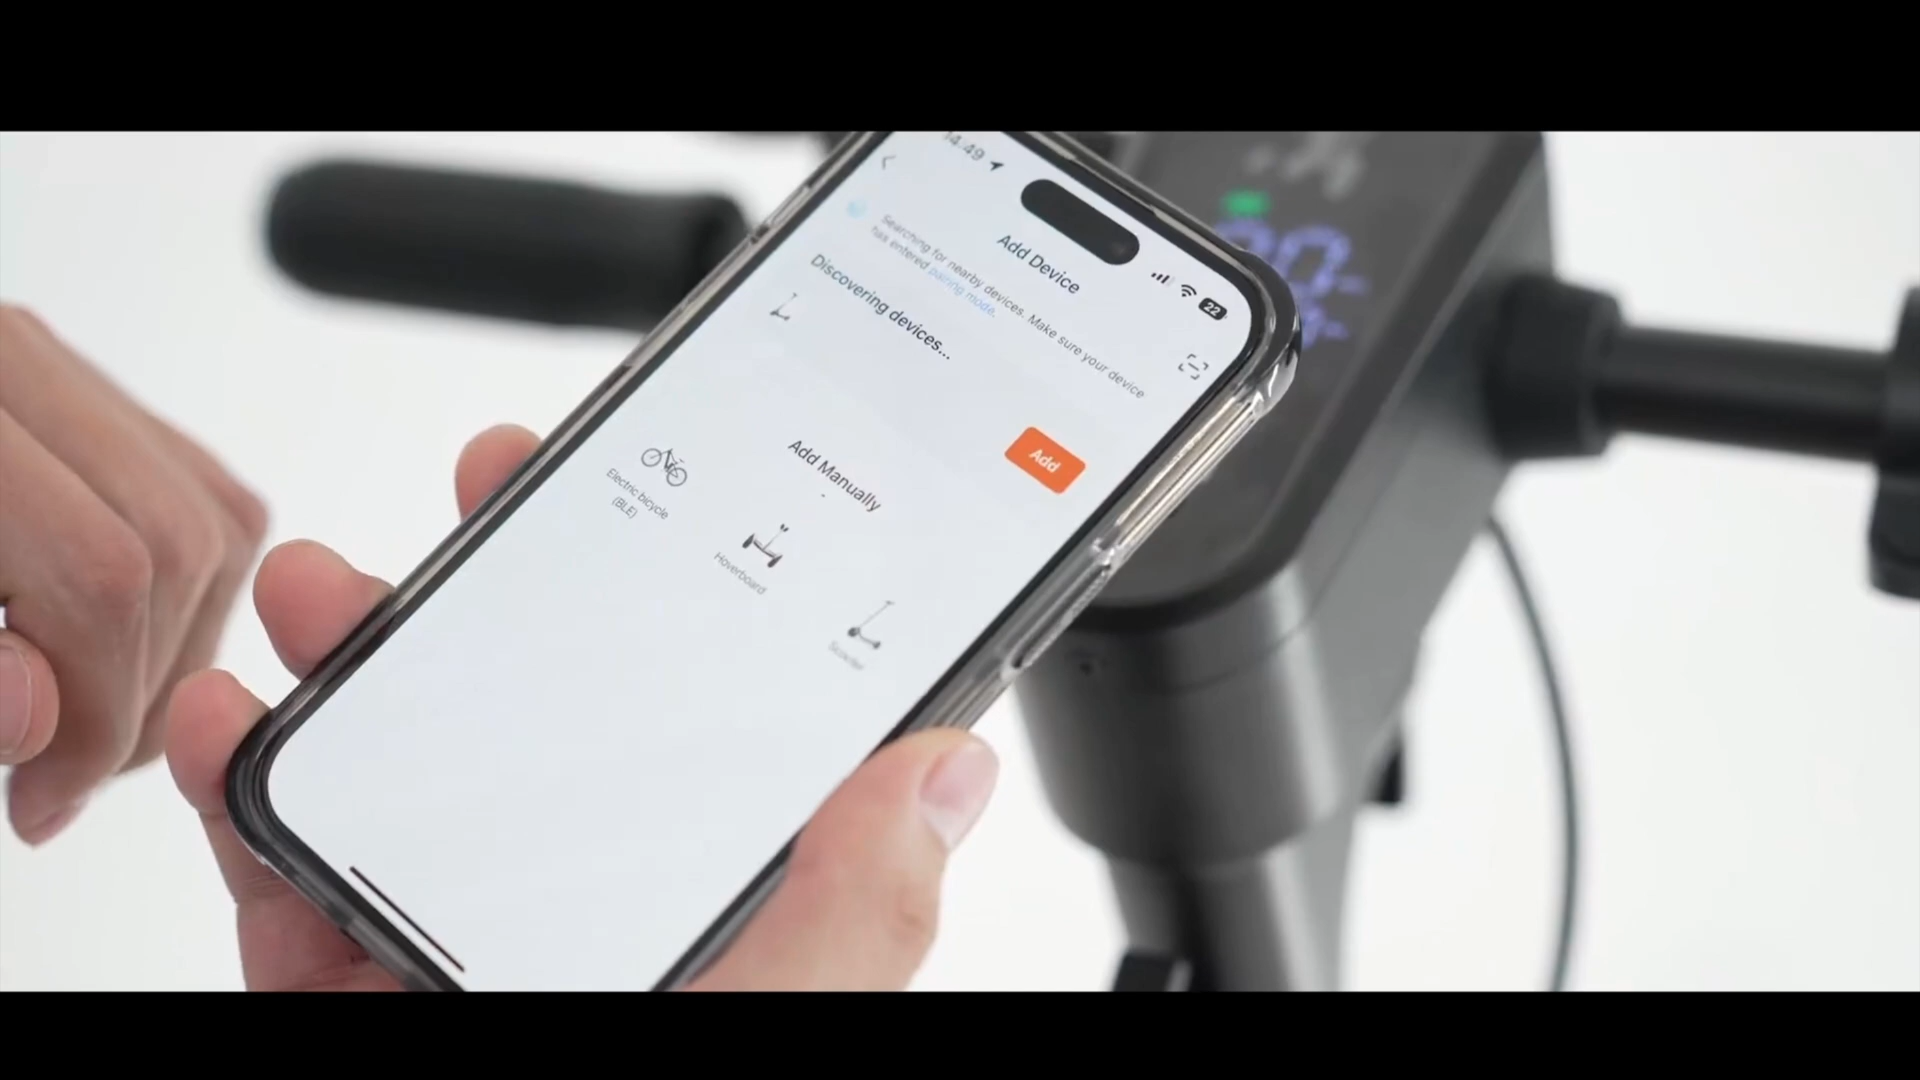 14:49
22
Add Device
Searching for nearby devices. Make sure your device
has entered pairing mode.
Discovering devices...
Add
Add Manually
Electric bicycle
(BLE)
Hoverboard
Scooter